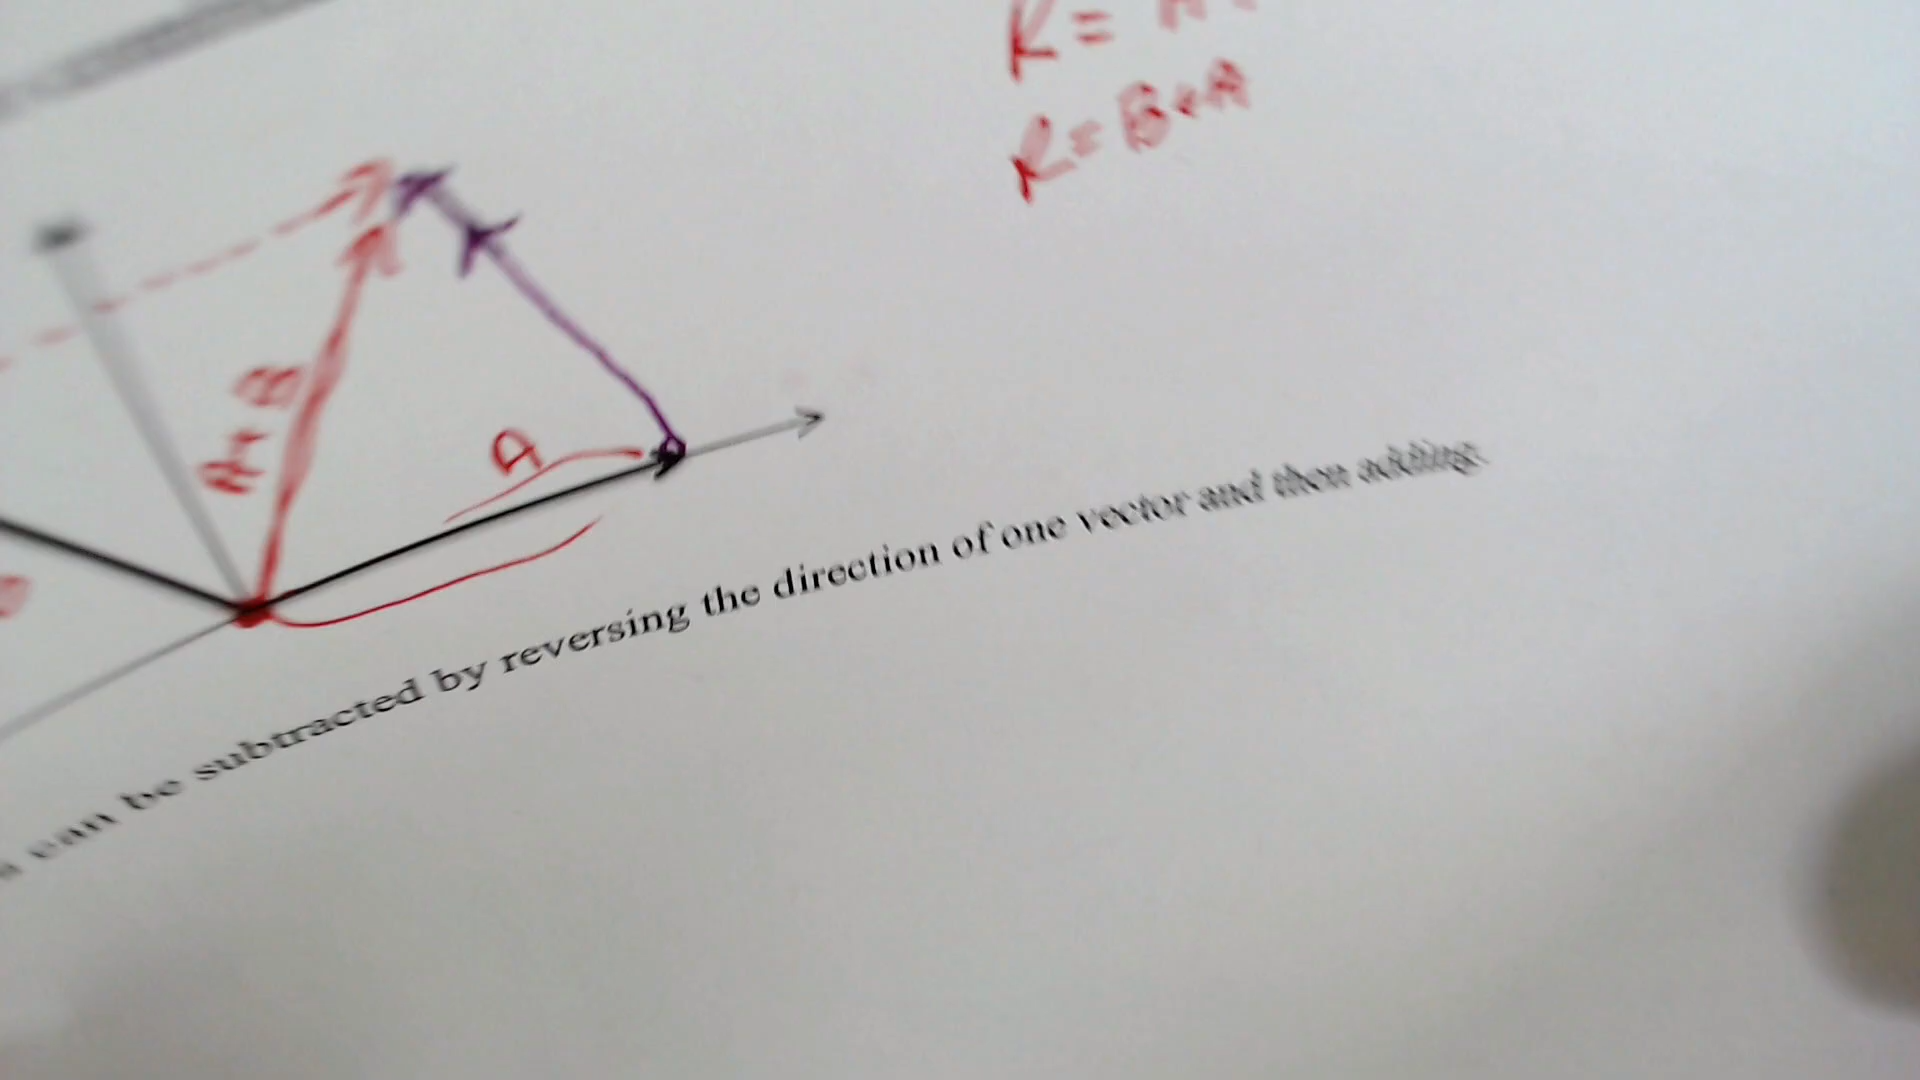 R = A
R = B + A
A + B
A
can be subtracted by reversing the direction of one vector and then adding.